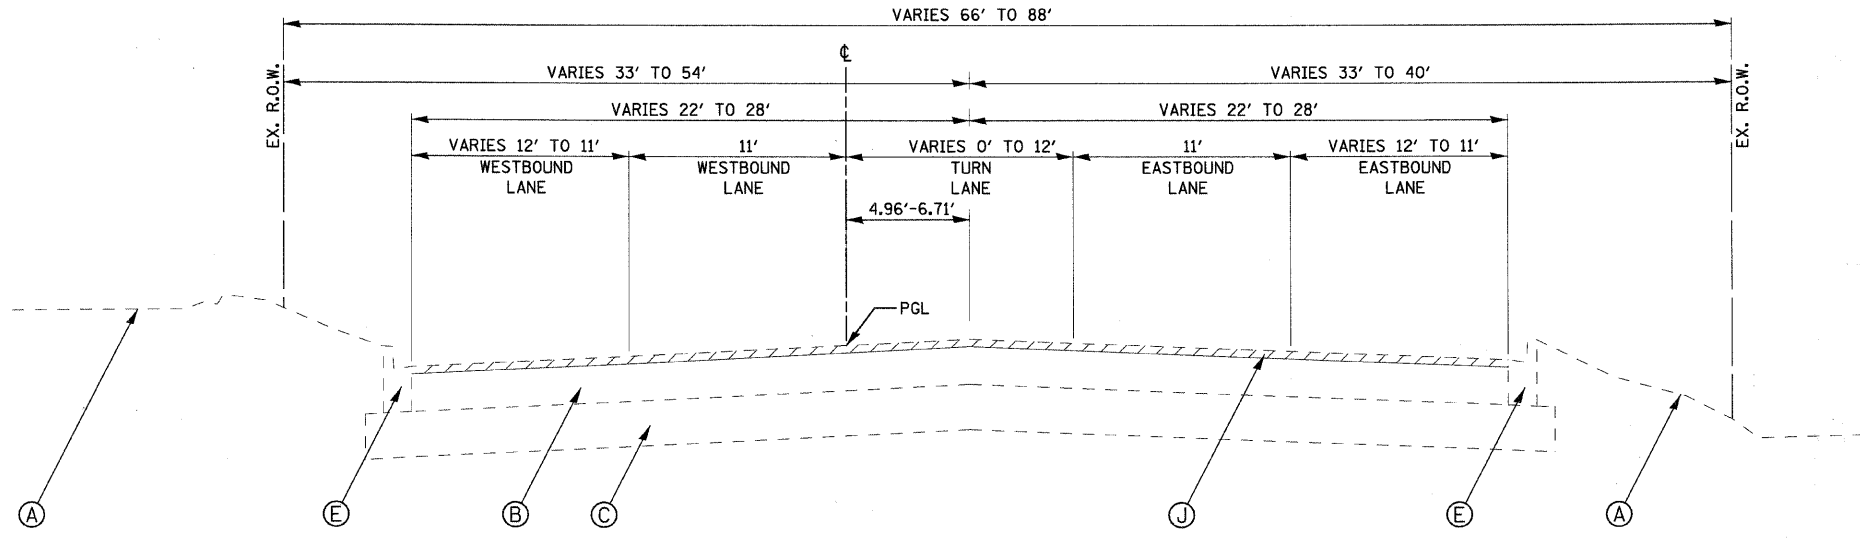 VARIES 66' TO 88'
℄
VARIES 33' TO 54'
VARIES 33' TO 40'
EX. R.O.W.
EX. R.O.W.
VARIES 22' TO 28'
VARIES 22' TO 28'
VARIES 12' TO 11'
WESTBOUND
LANE
11'
WESTBOUND
LANE
VARIES 0' TO 12'
TURN
LANE
11'
EASTBOUND
LANE
VARIES 12' TO 11'
EASTBOUND
LANE
4.96'-6.71'
PGL
A
E
B
C
J
E
A